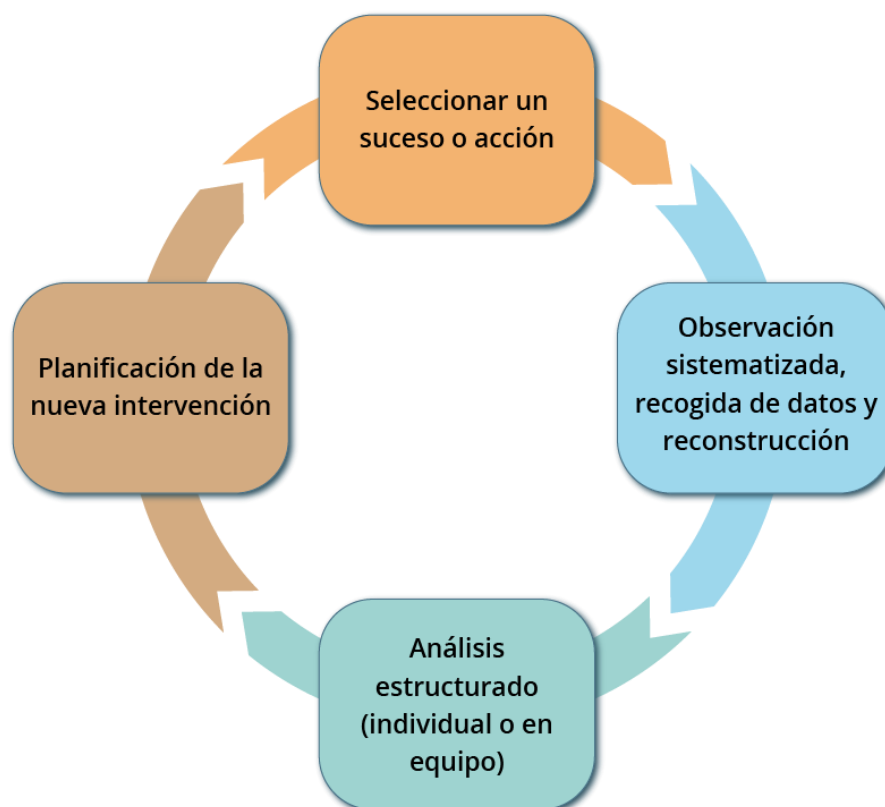 Seleccionar un
suceso o acción
Observación
sistematizada,
recogida de datos y
reconstrucción
Análisis
estructurado
(individual o en
equipo)
Planificación de la
nueva intervención